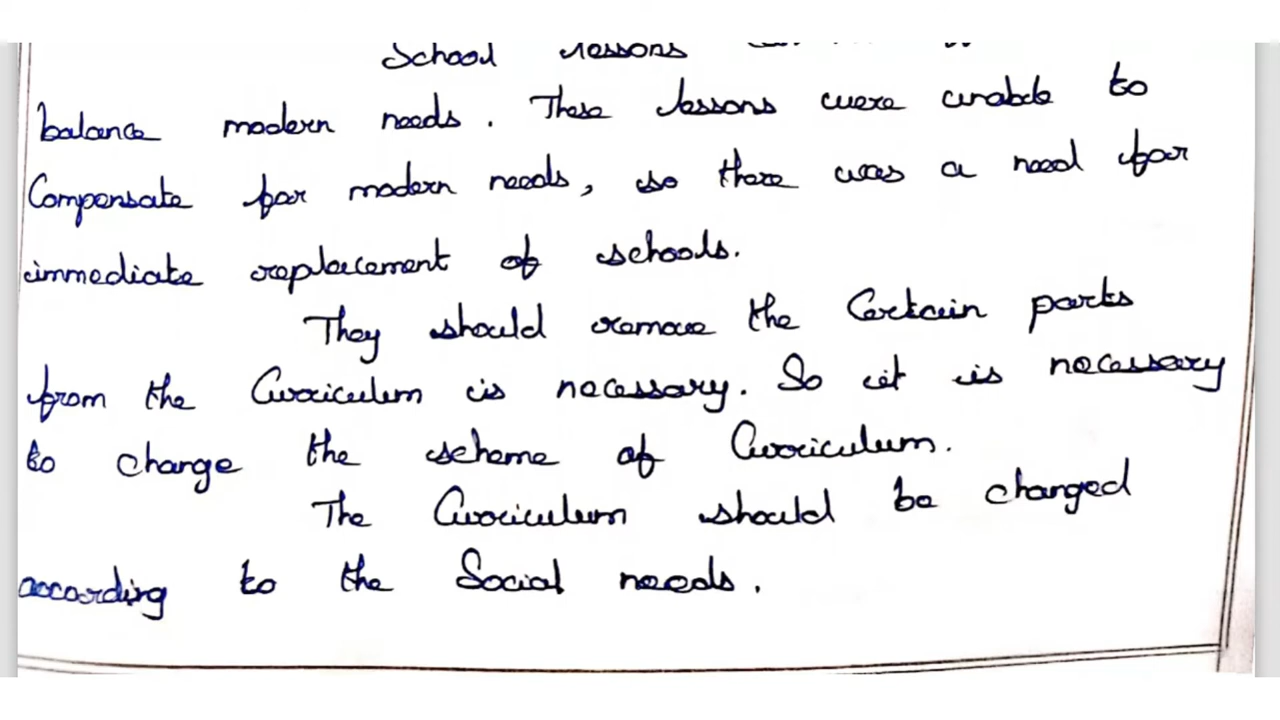 School lessons
balance modern needs. These lessons were unable to
Compensate for modern needs, so there was a need for
immediate replacement of schools.
They should remove the Certain parts
from the Curriculum is necessary. So it is necessary
to change the scheme of Curriculum.
The Curriculum should be changed
according to the Social needs.